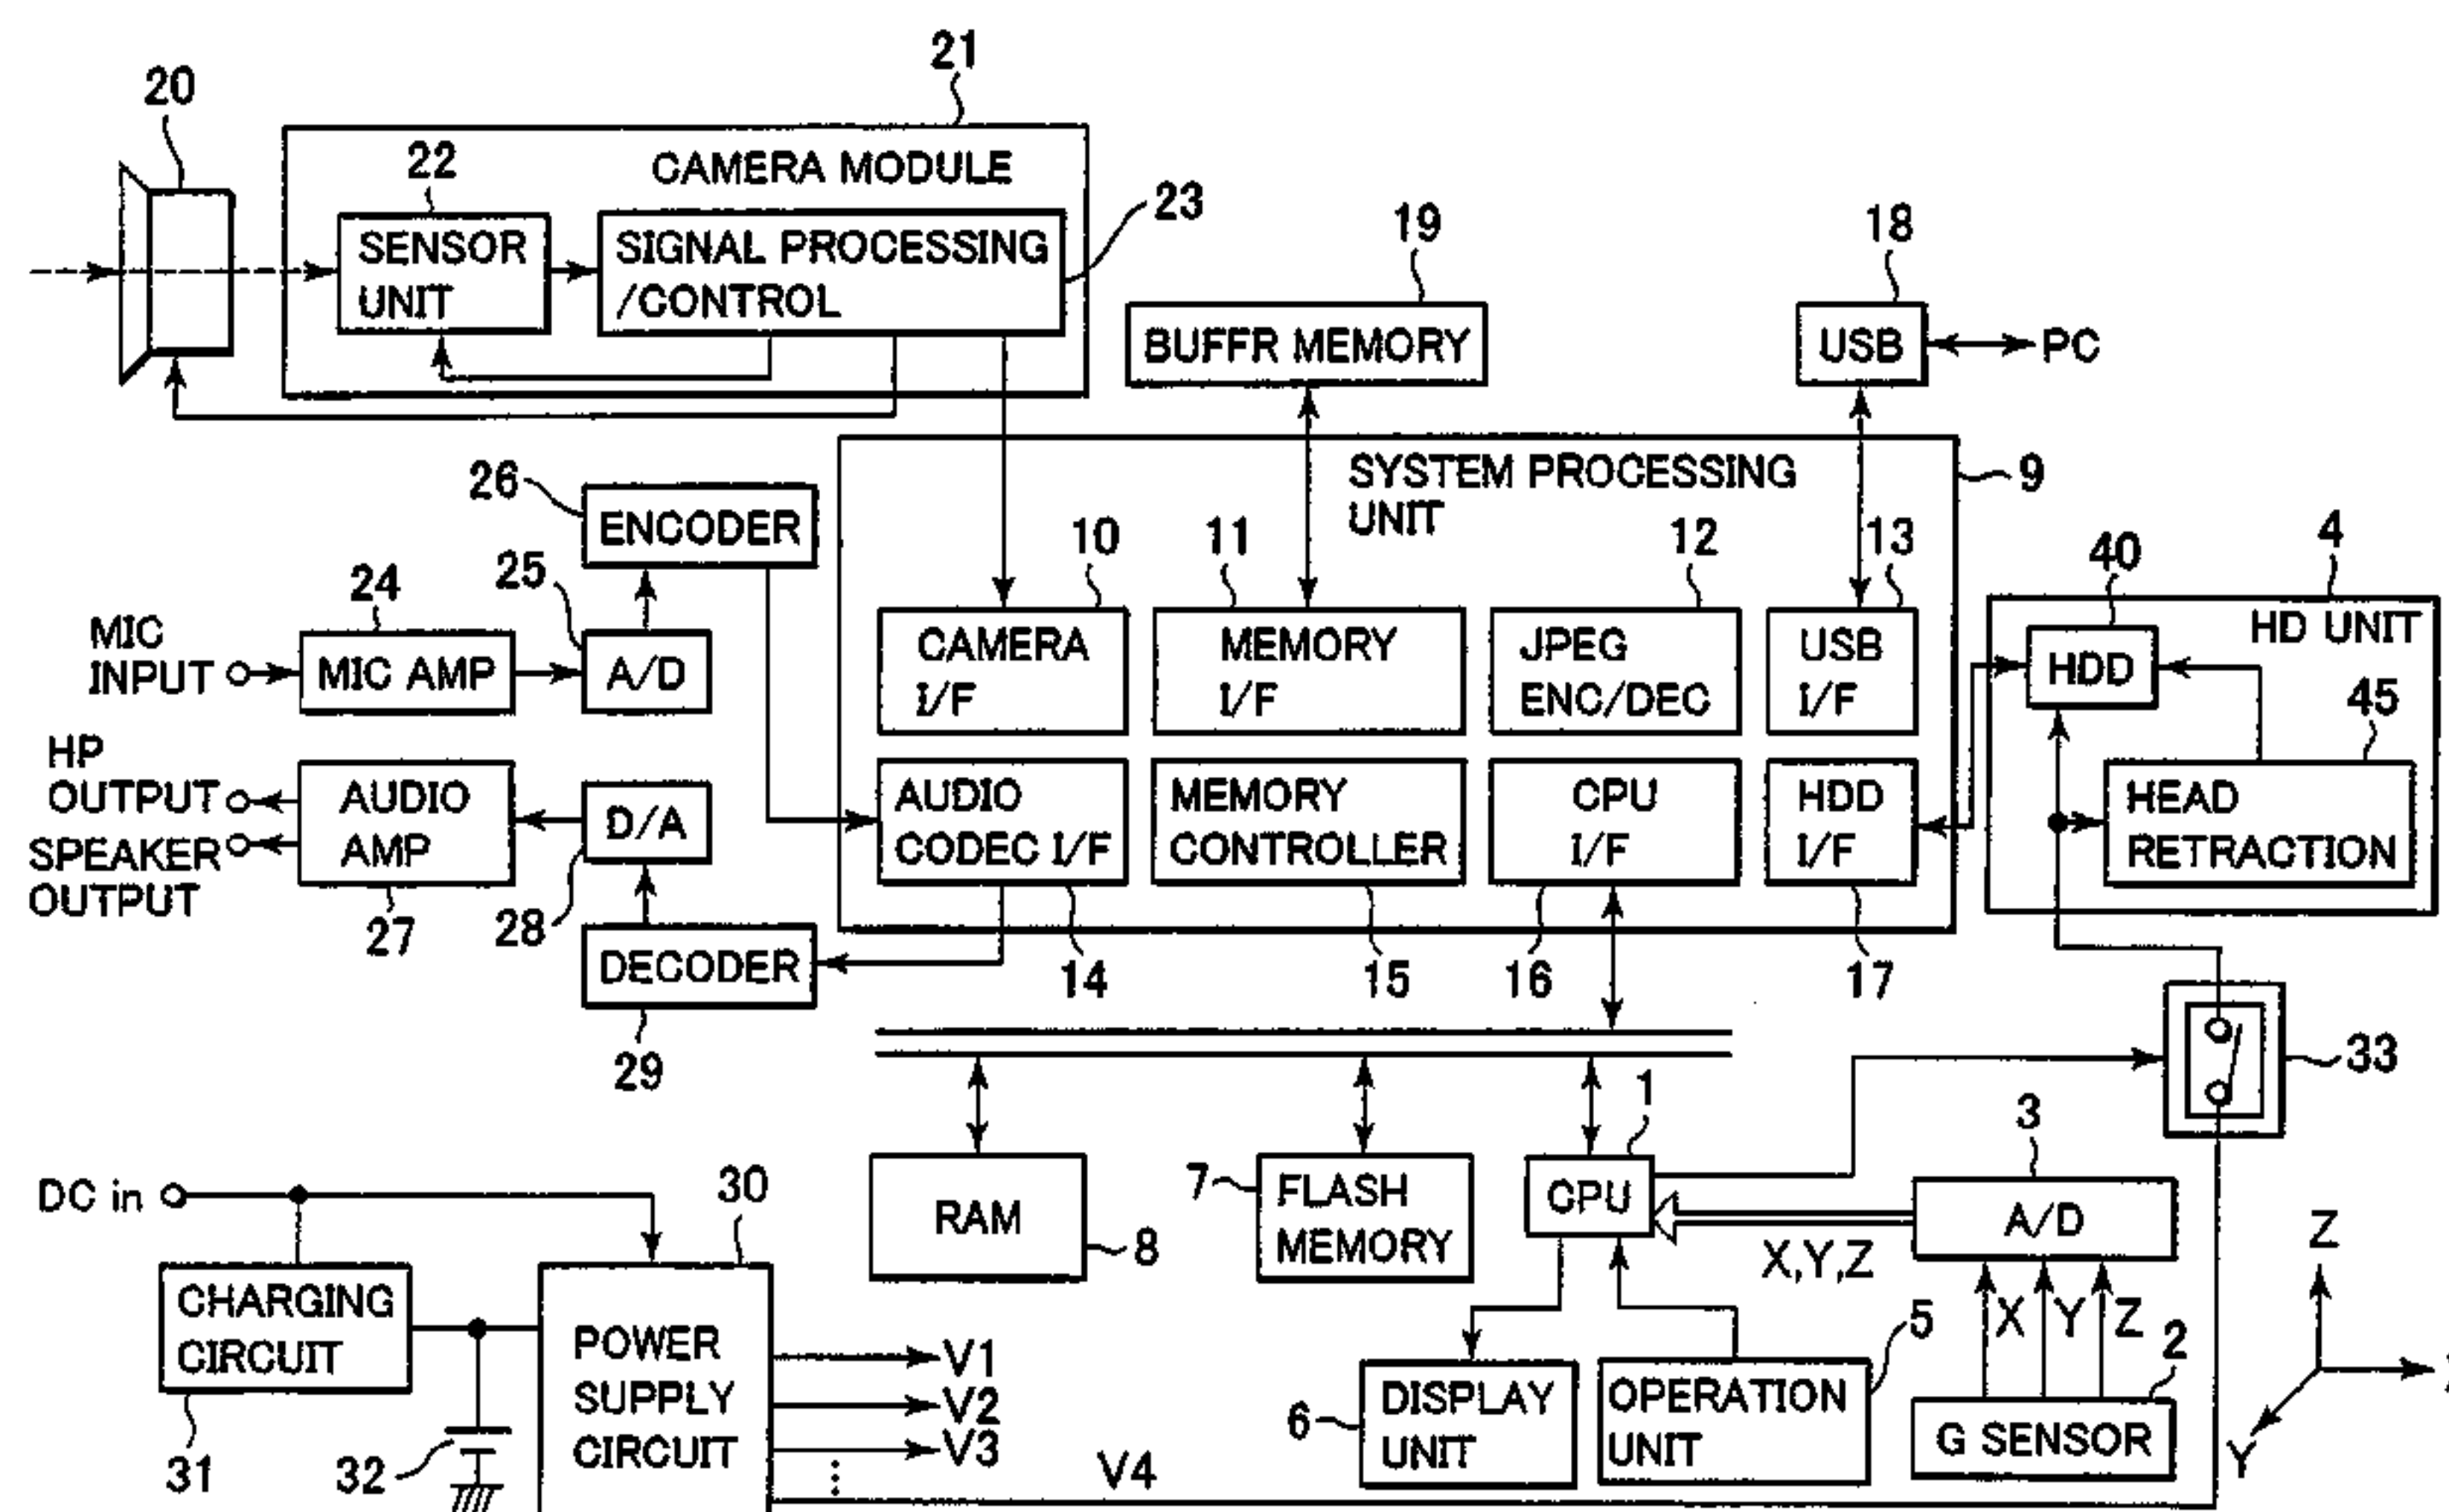 21
20
CAMERA MODULE
22
23
SENSOR
UNIT
SIGNAL PROCESSING
/CONTROL
19
18
BUFFR MEMORY
USB
PC
SYSTEM PROCESSING
UNIT
9
26
ENCODER
10
11
12
13
4
40
HD UNIT
24
25
MIC
INPUT
MIC AMP
A/D
CAMERA
I/F
MEMORY
I/F
JPEG
ENC/DEC
USB
I/F
HDD
45
HP
OUTPUT
SPEAKER
OUTPUT
AUDIO
AMP
D/A
AUDIO
CODEC I/F
MEMORY
CONTROLLER
CPU
I/F
HDD
I/F
HEAD
RETRACTION
27
28
DECODER
14
15
16
17
29
33
1
3
DC in
30
RAM
8
7
FLASH
MEMORY
CPU
A/D
X,Y,Z
Z
CHARGING
CIRCUIT
POWER
SUPPLY
CIRCUIT
X Y Z
5
2
V1
V2
V3
V4
31
32
6
DISPLAY
UNIT
OPERATION
UNIT
G SENSOR
Y